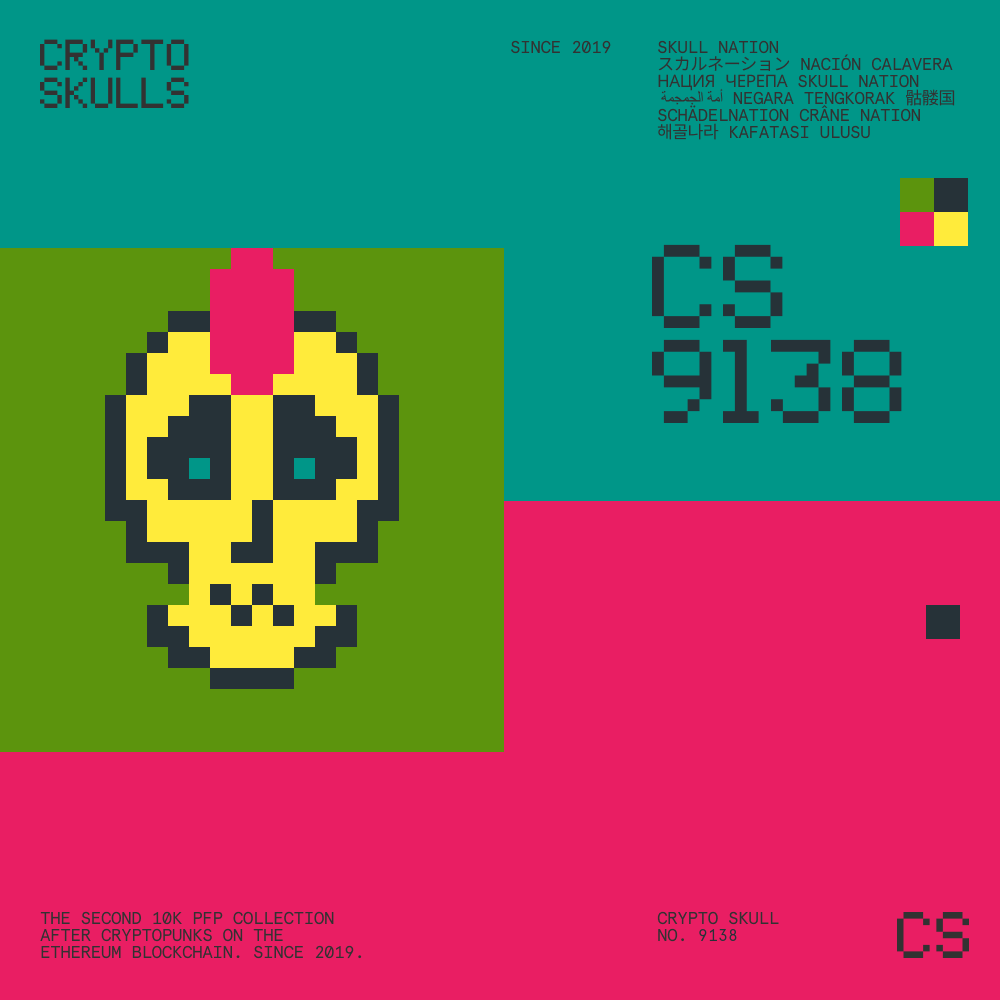 CRYPTO
SKULLS
SINCE 2019
SKULL NATION
スカルネーション NACIÓN CALAVERA
НАЦИЯ ЧЕРЕПА SKULL NATION
أمة الجمجمة NEGARA TENGKORAK 骷髅国
SCHÄDELNATION CRÂNE NATION
해골나라 KAFATASI ULUSU
CS
9138
THE SECOND 10K PFP COLLECTION
AFTER CRYPTOPUNKS ON THE
ETHEREUM BLOCKCHAIN. SINCE 2019.
CRYPTO SKULL
NO. 9138
CS